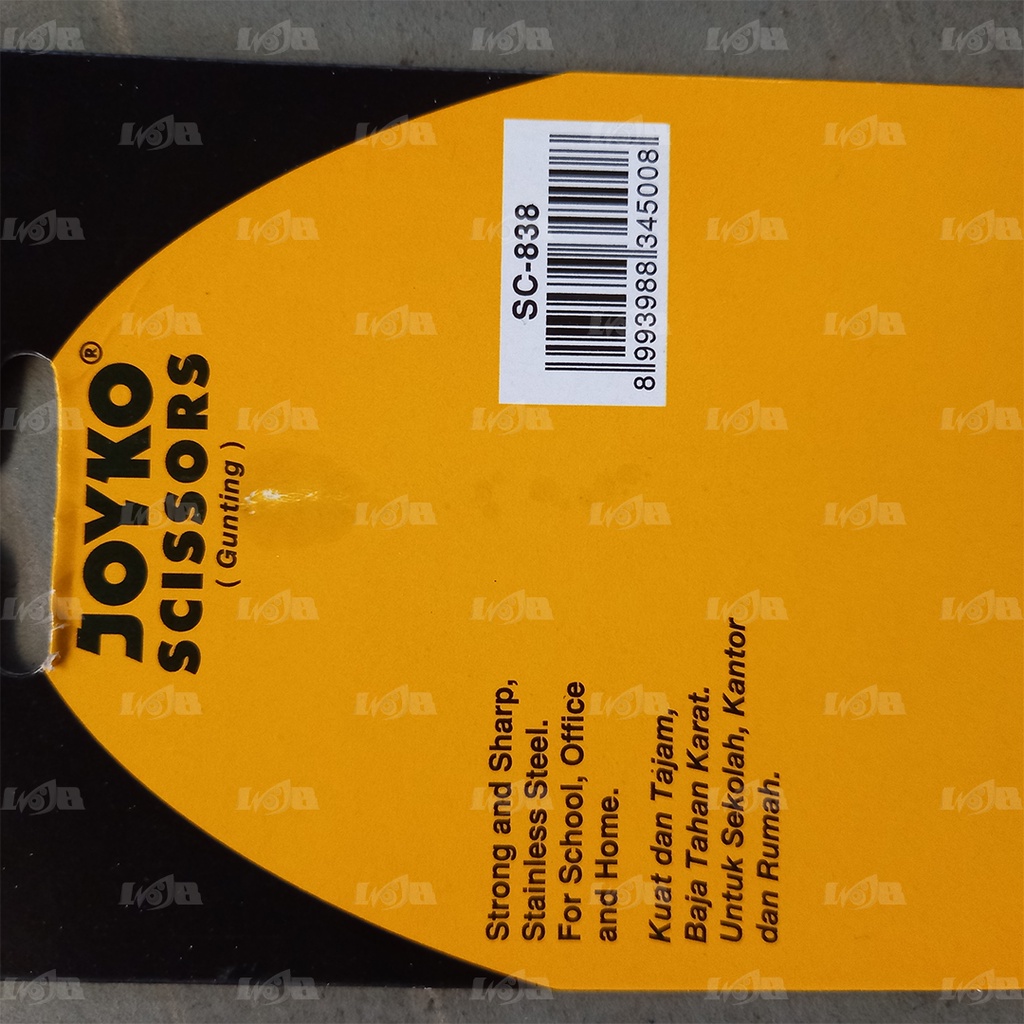 JOYKO®
SCISSORS
( Gunting )
SC-838
8 993988 345008
Strong and Sharp,
Stainless Steel.
For School, Office
and Home.
Kuat dan Tajam,
Baja Tahan Karat.
Untuk Sekolah, Kantor
dan Rumah.